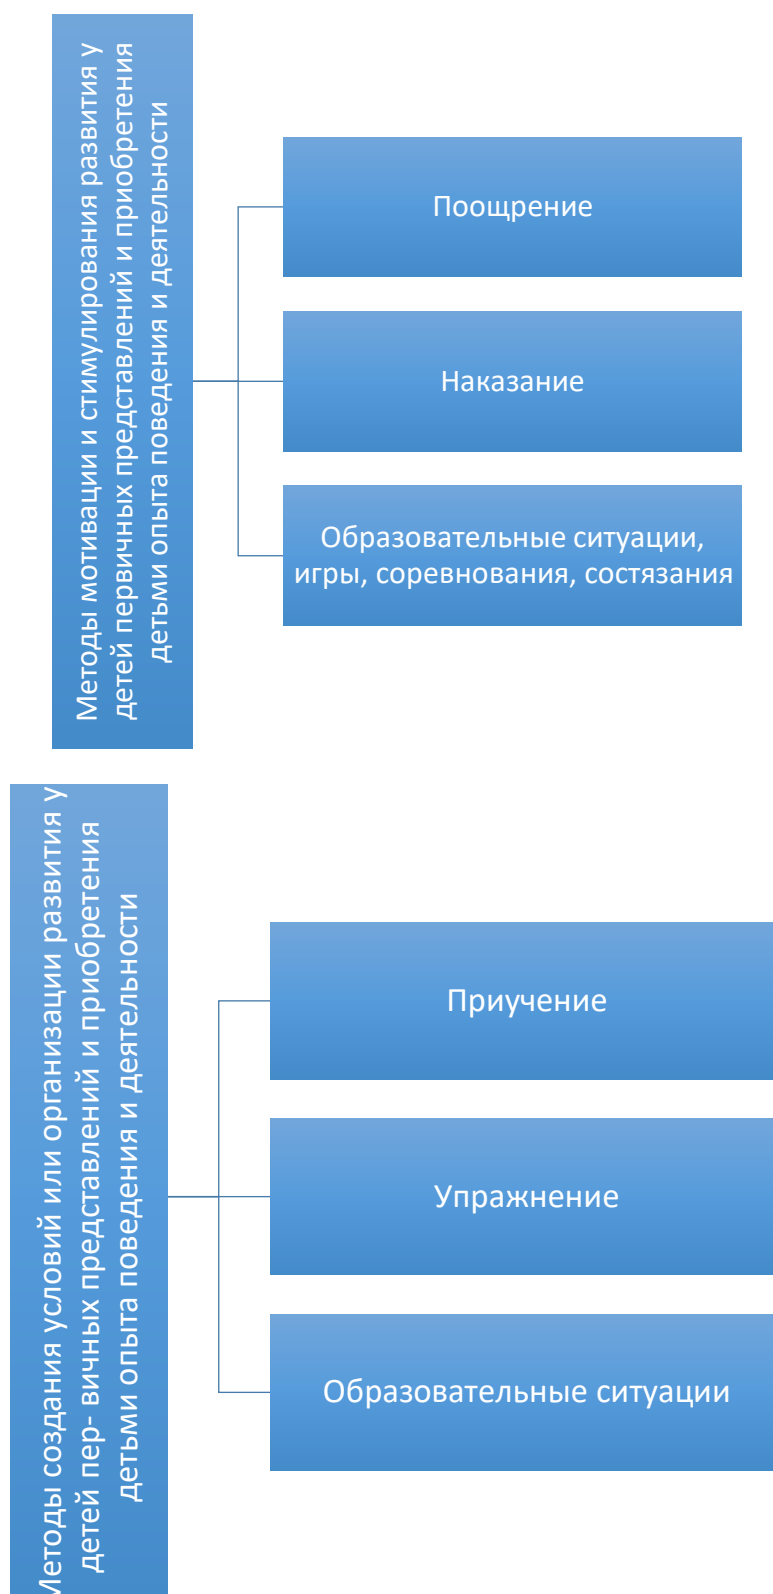 Методы мотивации и стимулирования развития у
детей первичных представлений и приобретения
детьми опыта поведения и деятельности
Поощрение
Наказание
Образовательные ситуации,
игры, соревнования, состязания
Методы создания условий или организации развития у
детей пер- вичных представлений и приобретения
детьми опыта поведения и деятельности
Приучение
Упражнение
Образовательные ситуации